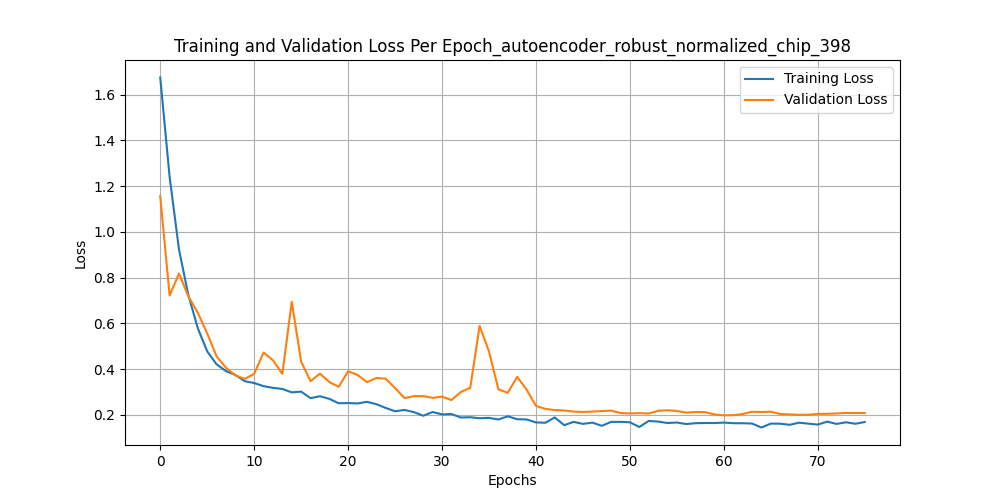 Training and Validation Loss Per Epoch_autoencoder_robust_normalized_chip_398
Training Loss
Validation Loss
1.6
1.4
1.2
1.0
0.8
0.6
0.4
0.2
Loss
0 10 20 30 40 50 60 70
Epochs